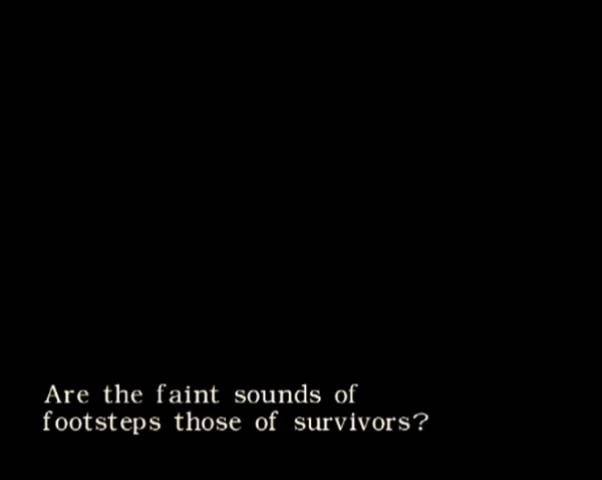 Are the faint sounds of
footsteps those of survivors?